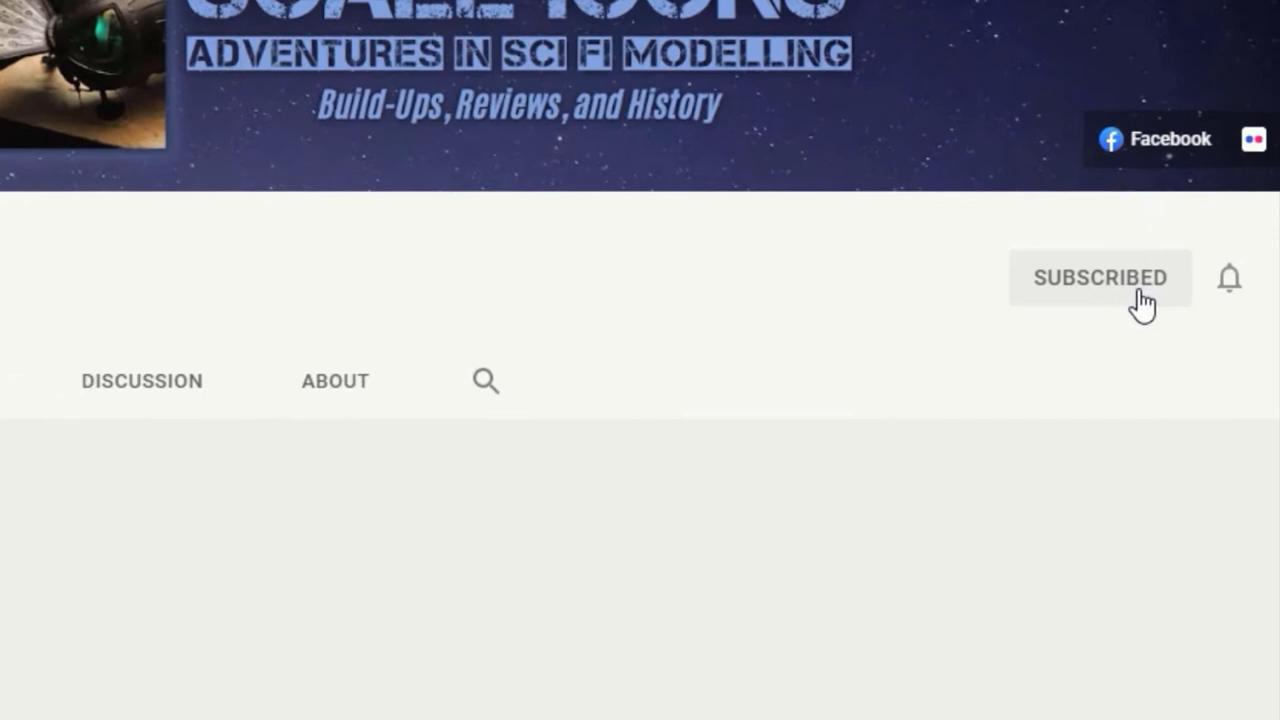 ADVENTURES IN SCI FI MODELLING
Build-Ups, Reviews, and History
Facebook
SUBSCRIBED
DISCUSSION
ABOUT